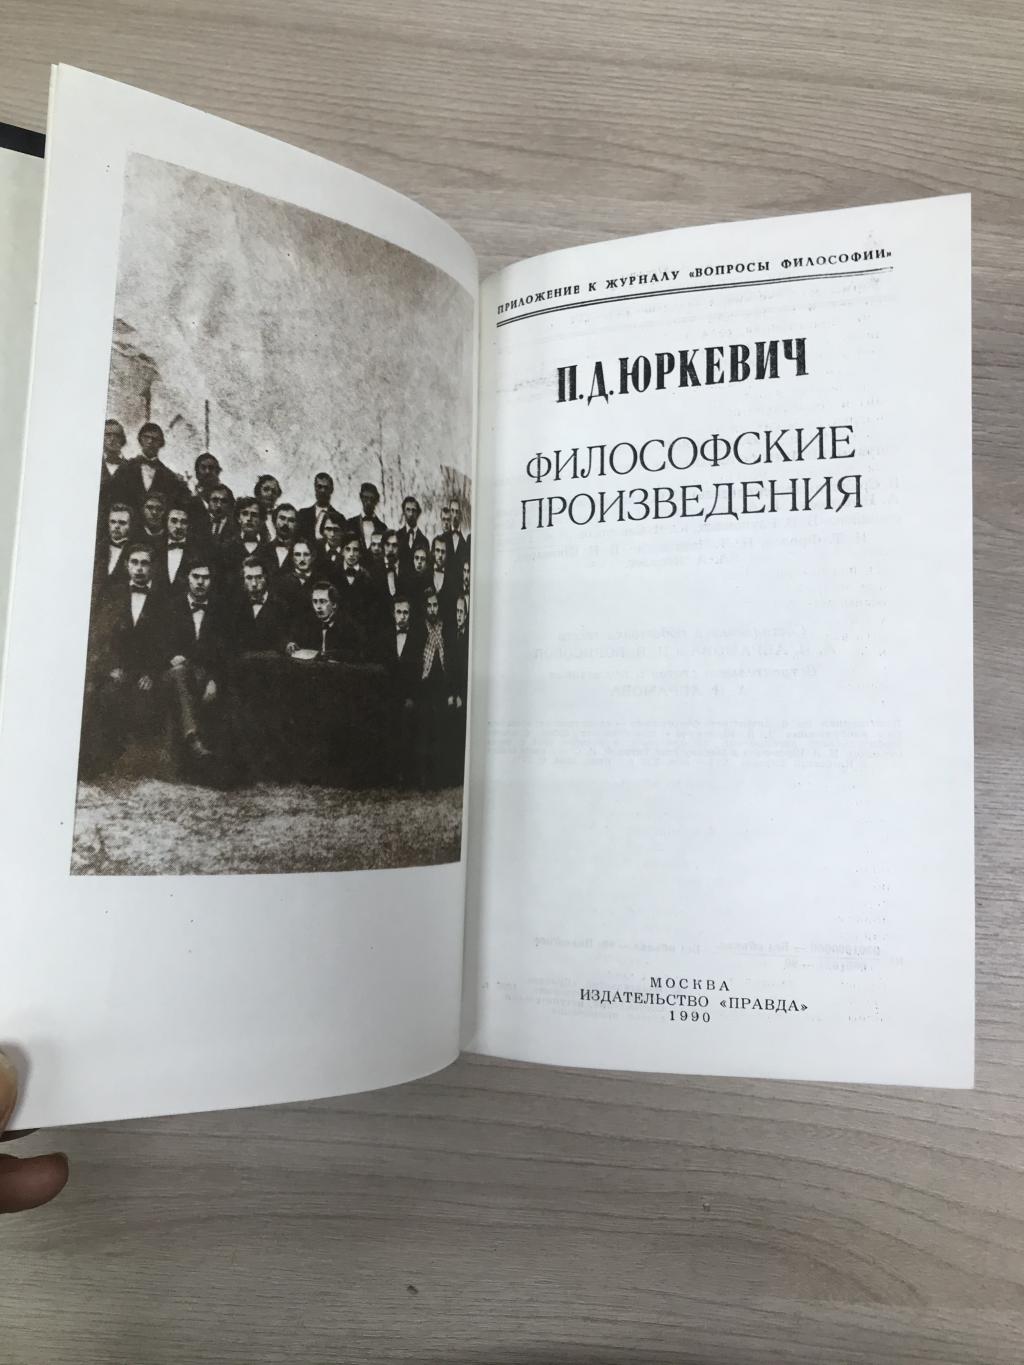 ПРИЛОЖЕНИЕ К ЖУРНАЛУ «ВОПРОСЫ ФИЛОСОФИИ»
П.Д.ЮРКЕВИЧ
ФИЛОСОФСКИЕ
ПРОИЗВЕДЕНИЯ
МОСКВА
ИЗДАТЕЛЬСТВО «ПРАВДА»
1990